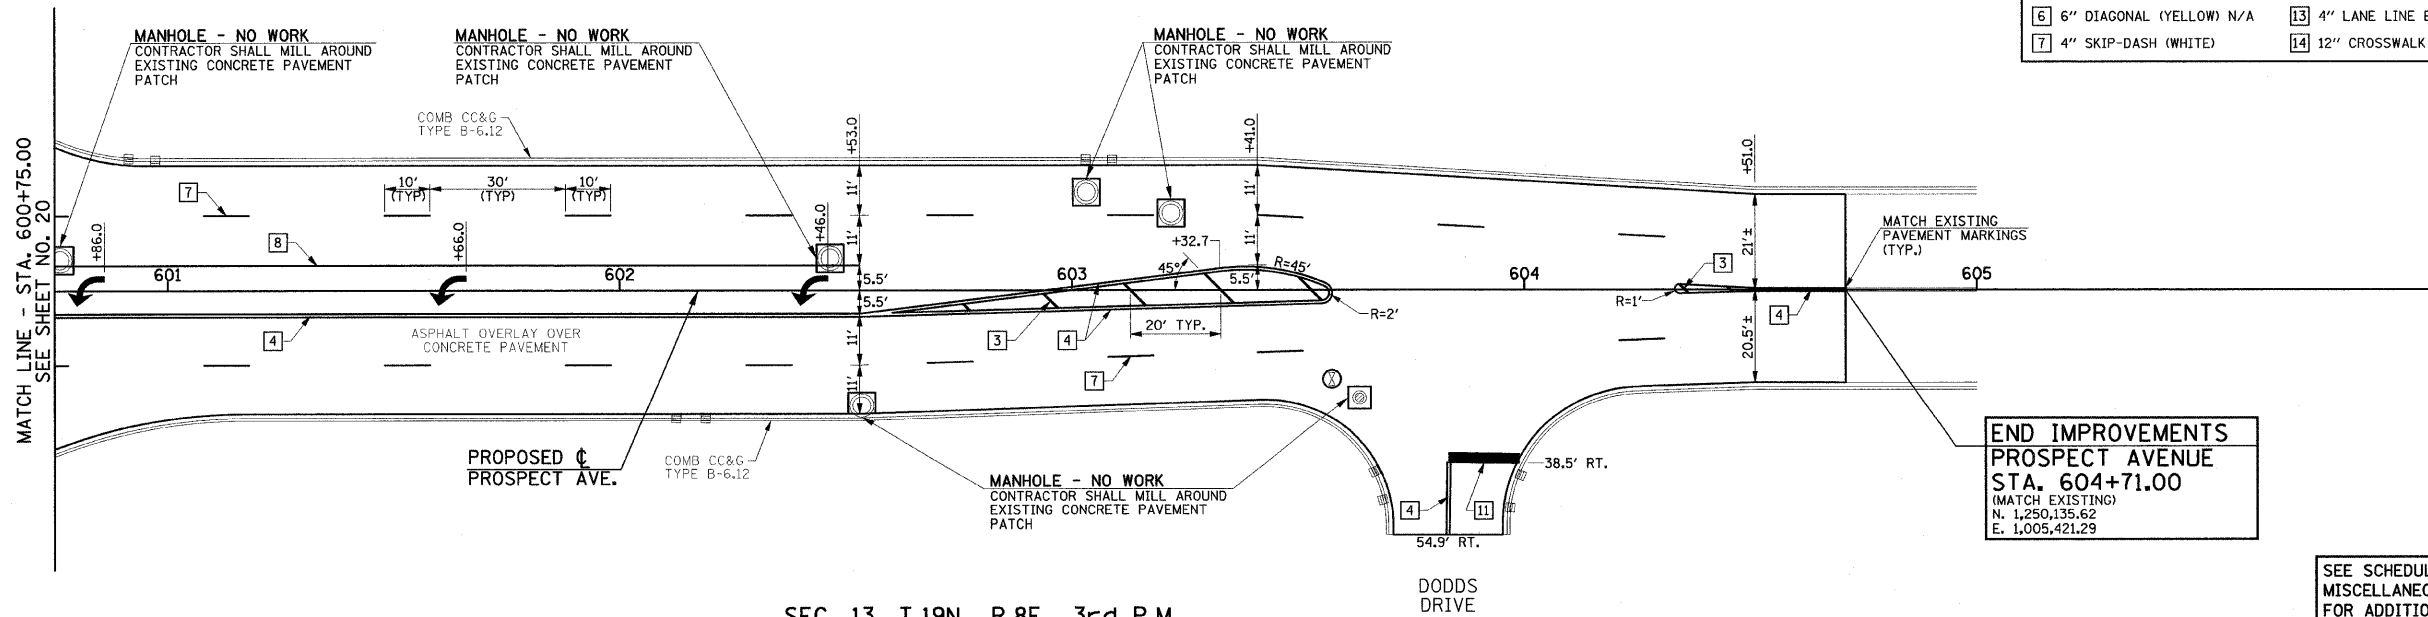 MANHOLE - NO WORK
CONTRACTOR SHALL MILL AROUND
EXISTING CONCRETE PAVEMENT
PATCH
MANHOLE - NO WORK
CONTRACTOR SHALL MILL AROUND
EXISTING CONCRETE PAVEMENT
PATCH
MANHOLE - NO WORK
CONTRACTOR SHALL MILL AROUND
EXISTING CONCRETE PAVEMENT
PATCH
6 6" DIAGONAL (YELLOW) N/A
7 4" SKIP-DASH (WHITE)
13 4" LANE LINE
14 12" CROSSWALK
COMB CC&G
TYPE B-6.12
MATCH LINE - STA. 600+75.00
SEE SHEET NO. 20
7
10'
(TYP)
30'
(TYP)
10'
(TYP)
+53.0
+41.0
+51.0
11'
11'
11'
11'
+86.0
8
+66.0
+46.0
+32.7
45°
R=45'
21'±
MATCH EXISTING
PAVEMENT MARKINGS
(TYP.)
601
602
5.5'
603
5.5'
604
3
605
5.5'
R=1'
R=2'
4
4
ASPHALT OVERLAY OVER
CONCRETE PAVEMENT
11'
11'
3
4
20' TYP.
7
20.5'±
PROPOSED ℄
PROSPECT AVE.
COMB CC&G
TYPE B-6.12
MANHOLE - NO WORK
CONTRACTOR SHALL MILL AROUND
EXISTING CONCRETE PAVEMENT
PATCH
38.5' RT.
4
11
54.9' RT.
DODDS
DRIVE
END IMPROVEMENTS
PROSPECT AVENUE
STA. 604+71.00
(MATCH EXISTING)
N. 1,250,135.62
E. 1,005,421.29
SEC. 13, T.19N., R.8E., 3rd P.M.
SEE SCHEDUL
MISCELLANEO
FOR ADDITIO